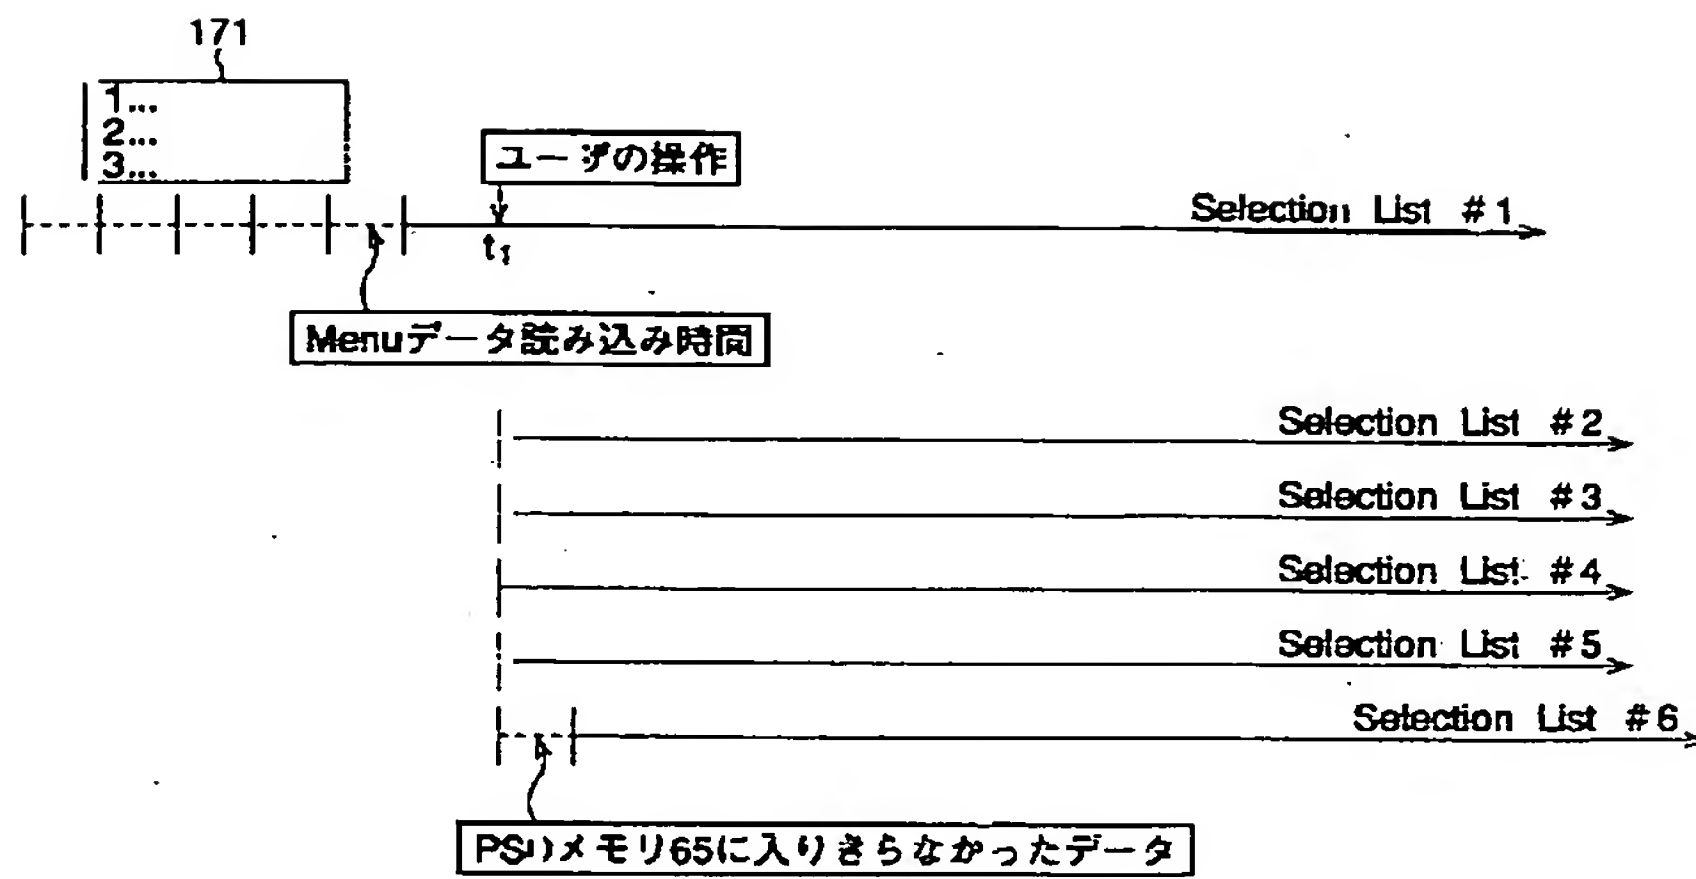 171
1...
2...
3...
ユーザの操作
Selection List #1
t1
Menuデータ読み込み時間
Selection List #2
Selection List #3
Selection List #4
Selection List #5
Selection List #6
PSDメモリ65に入りきらなかったデータ